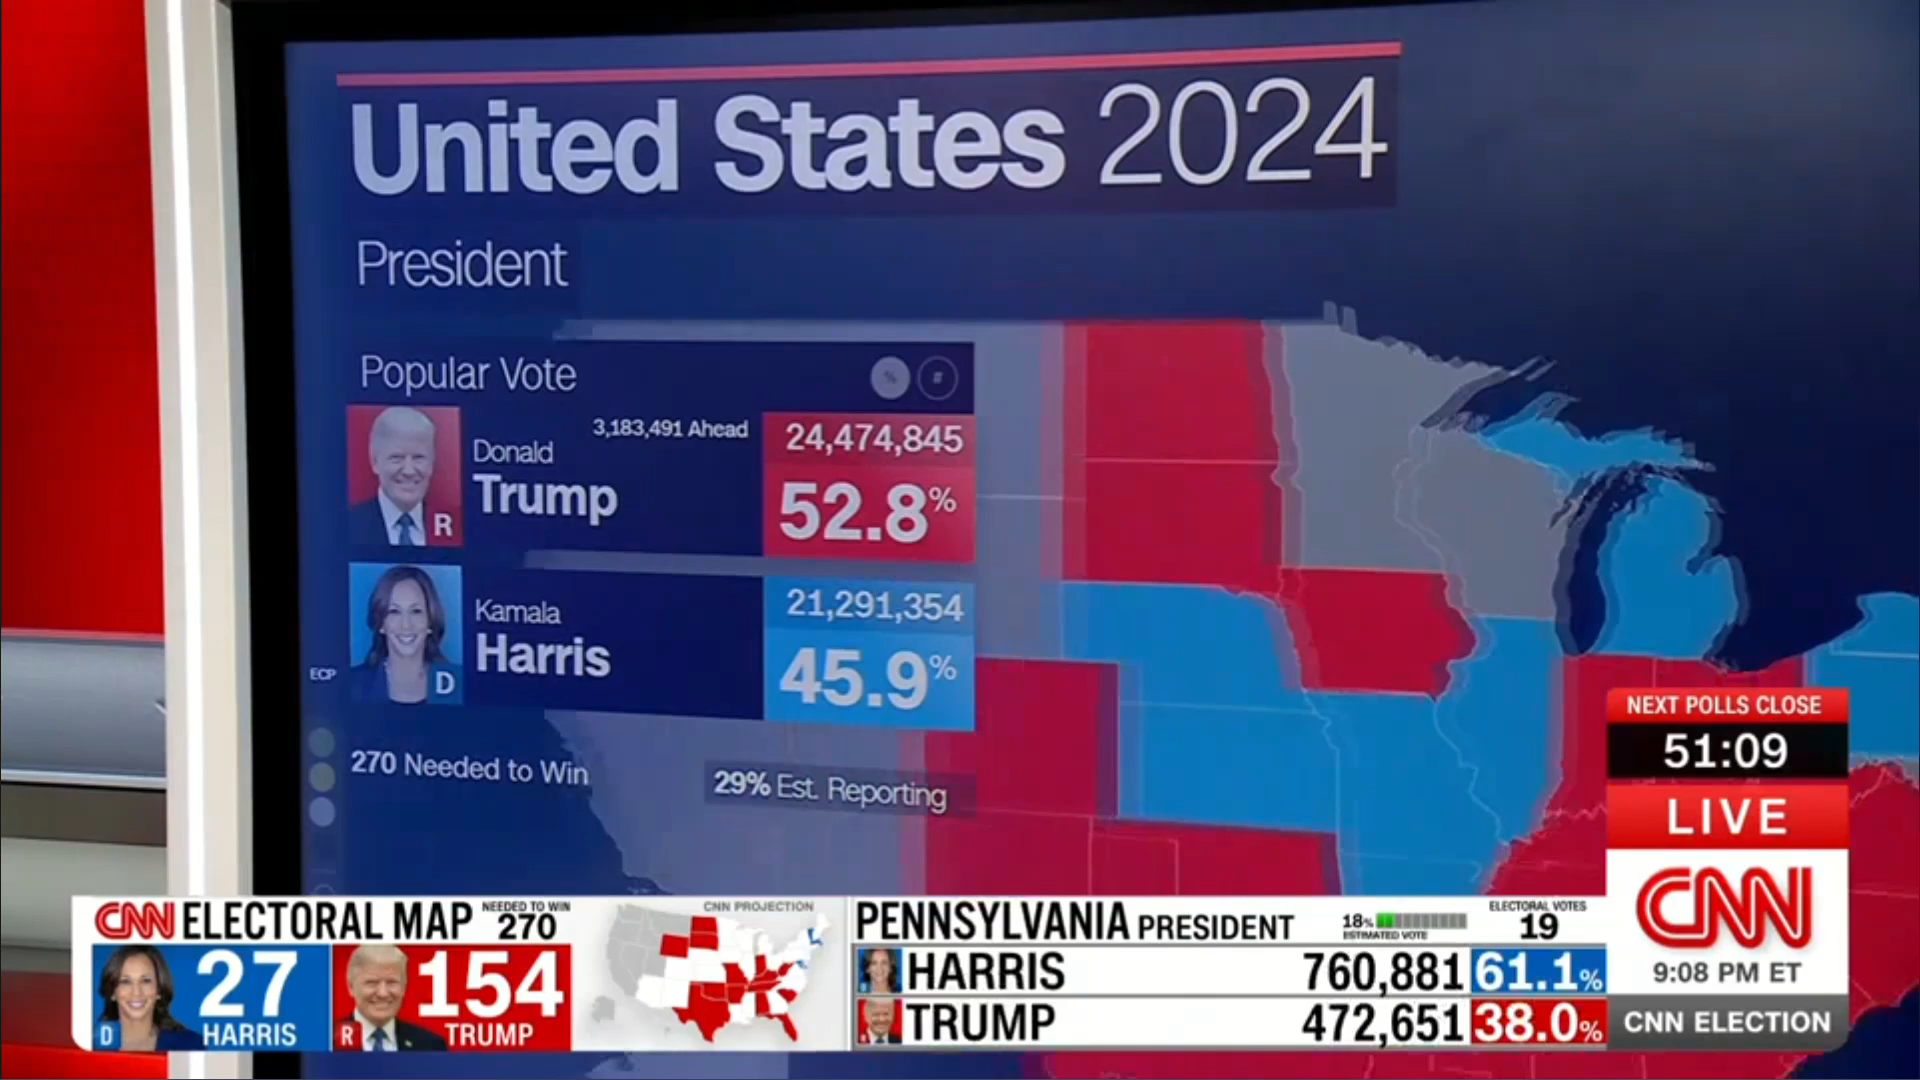 United States 2024
President
Popular Vote
% #
3,183,491 Ahead
Donald
Trump
R
24,474,845
52.8%
Kamala
Harris
D
21,291,354
45.9%
ECP
270 Needed to Win
29% Est. Reporting
NEXT POLLS CLOSE
51:09
LIVE
CNN
9:08 PM ET
CNN ELECTION
CNN ELECTORAL MAP NEEDED TO WIN 270
D 27 HARRIS
R 154 TRUMP
CNN PROJECTION
PENNSYLVANIA PRESIDENT
18% ESTIMATED VOTE
ELECTORAL VOTES
19
HARRIS 760,881 61.1%
TRUMP 472,651 38.0%